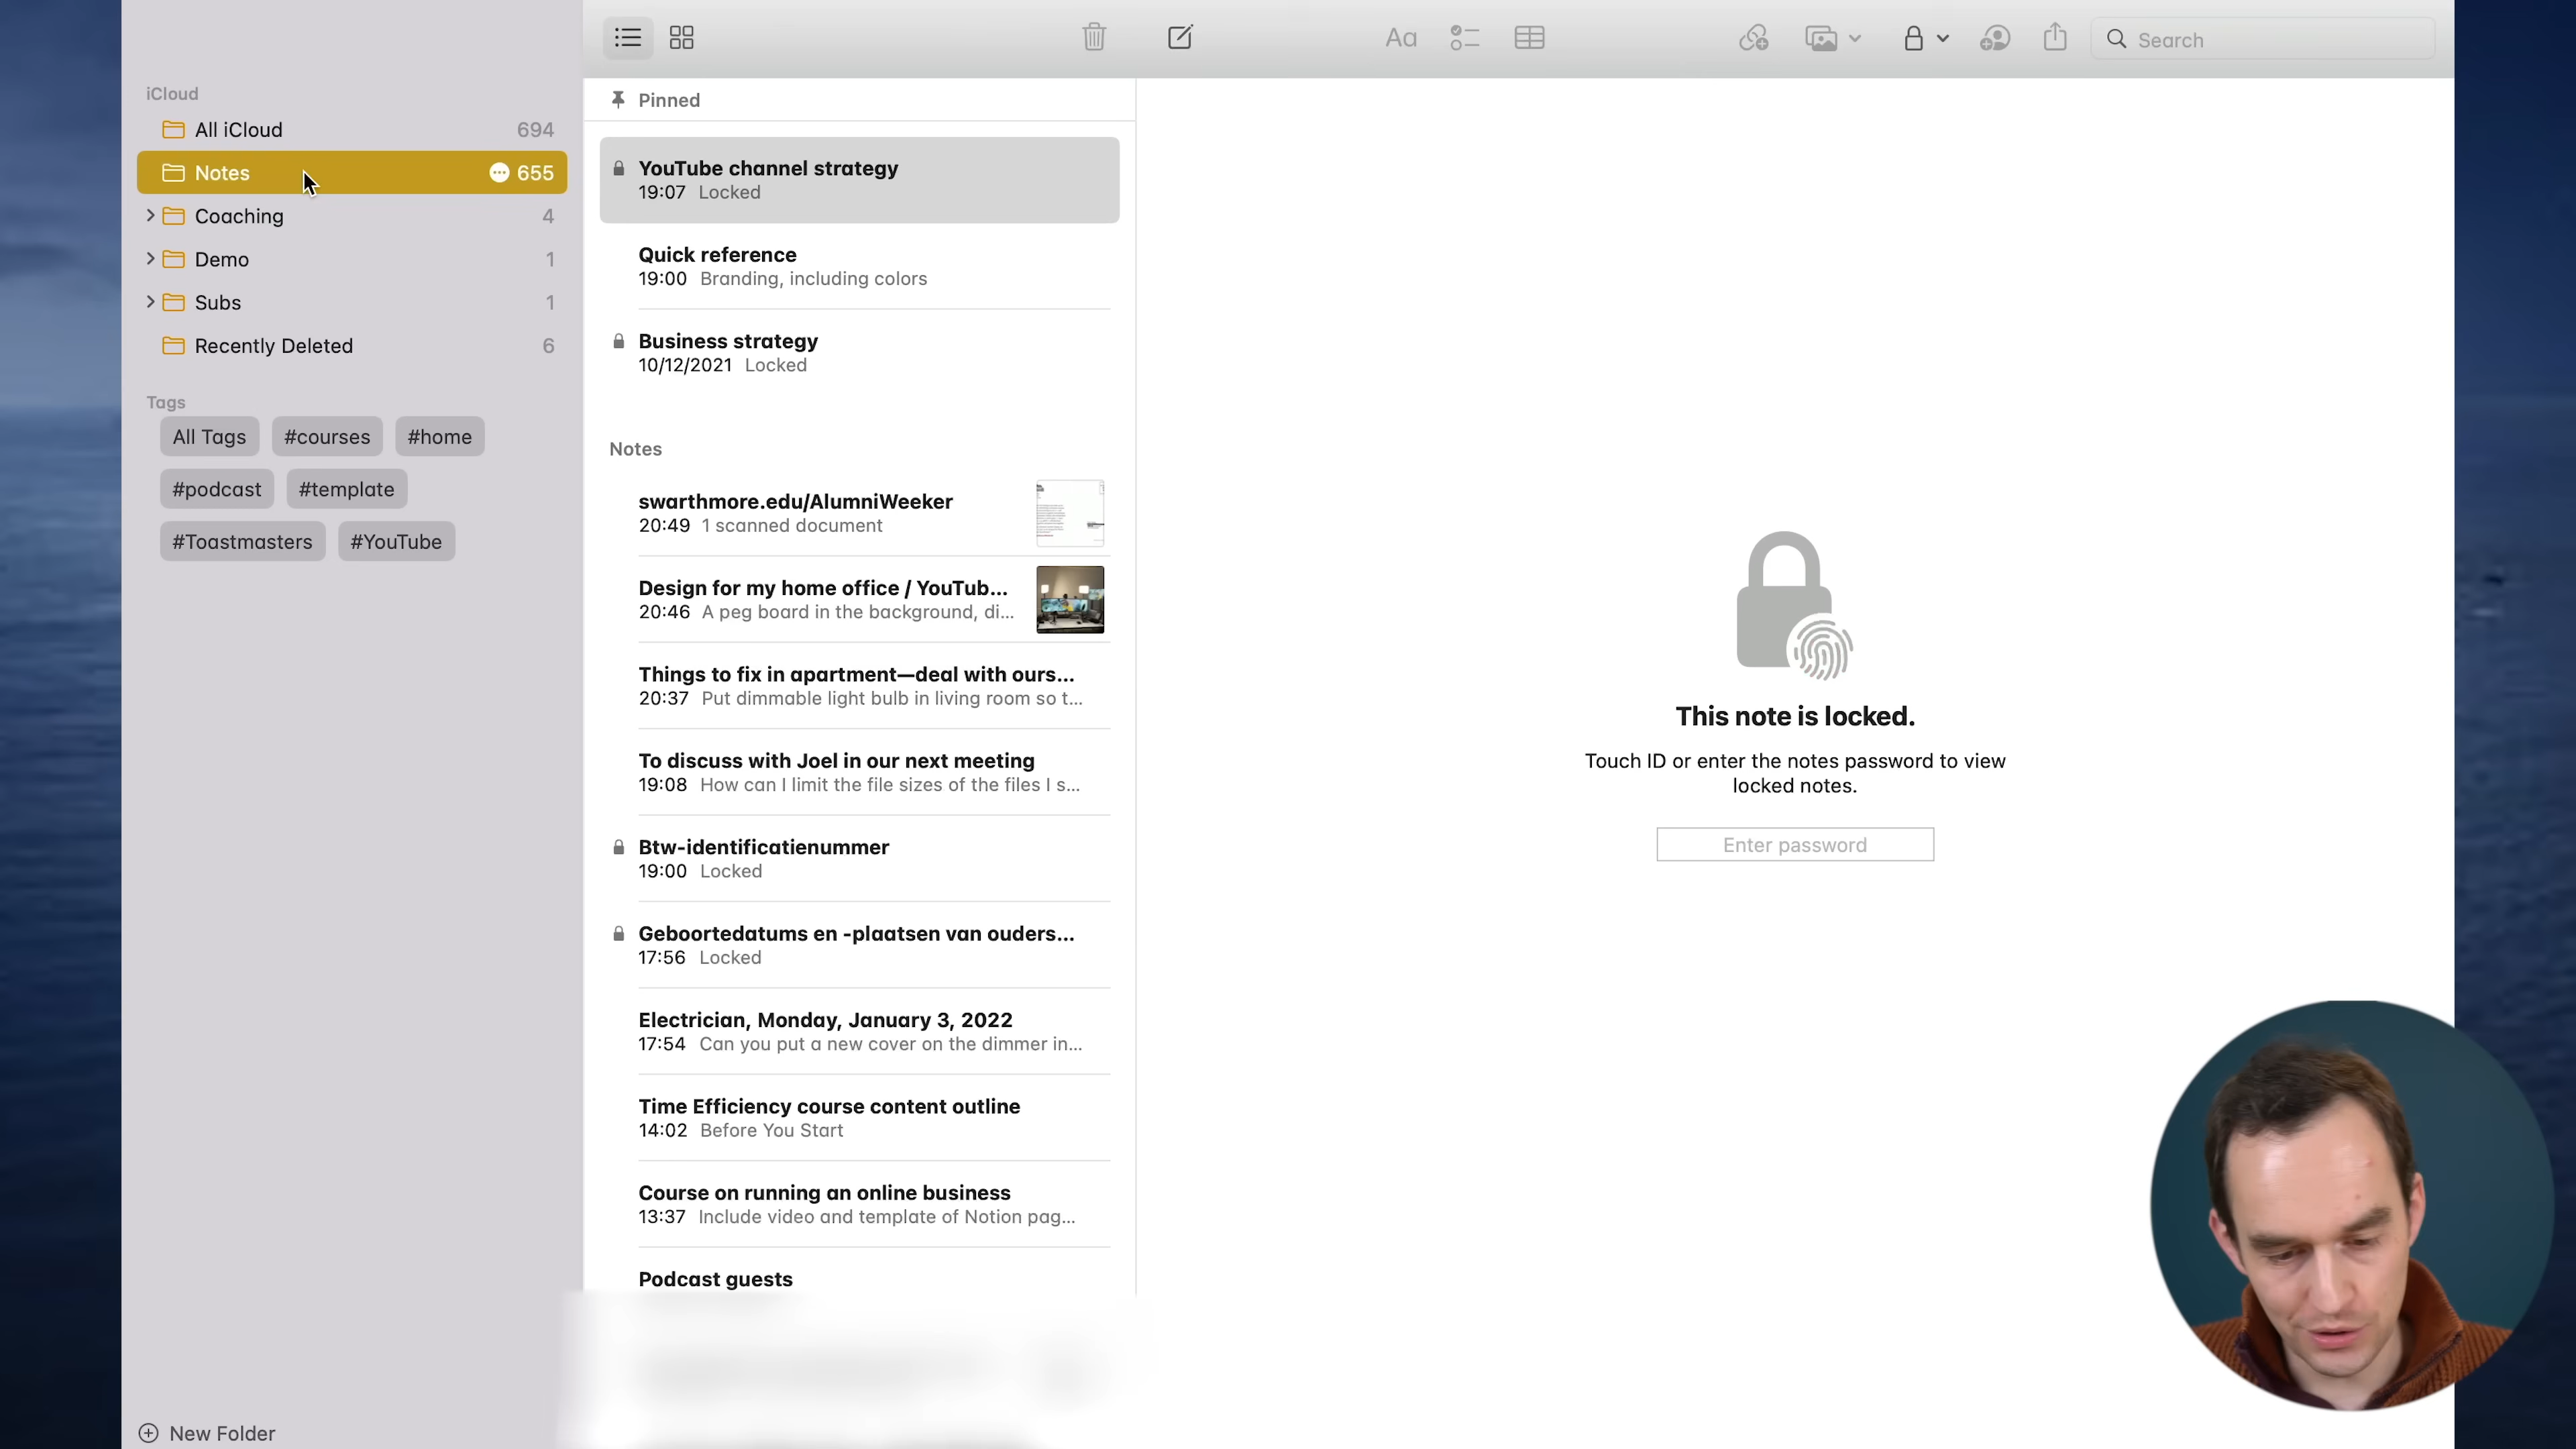 Search
iCloud
All iCloud 694
Notes 655
Coaching 4
Demo 1
Subs 1
Recently Deleted 6
Tags
All Tags #courses #home
#podcast #template
#Toastmasters #YouTube
New Folder
Aa
Pinned
YouTube channel strategy
19:07 Locked
Quick reference
19:00 Branding, including colors
Business strategy
10/12/2021 Locked
Notes
swarthmore.edu/AlumniWeeker
20:49 1 scanned document
Design for my home office / YouTub...
20:46 A peg board in the background, di...
Things to fix in apartment—deal with ours...
20:37 Put dimmable light bulb in living room so t...
To discuss with Joel in our next meeting
19:08 How can I limit the file sizes of the files I s...
Btw-identificatienummer
19:00 Locked
Geboortedatums en -plaatsen van ouders...
17:56 Locked
Electrician, Monday, January 3, 2022
17:54 Can you put a new cover on the dimmer in...
Time Efficiency course content outline
14:02 Before You Start
Course on running an online business
13:37 Include video and template of Notion pag...
Podcast guests
This note is locked.
Touch ID or enter the notes password to view
locked notes.
Enter password